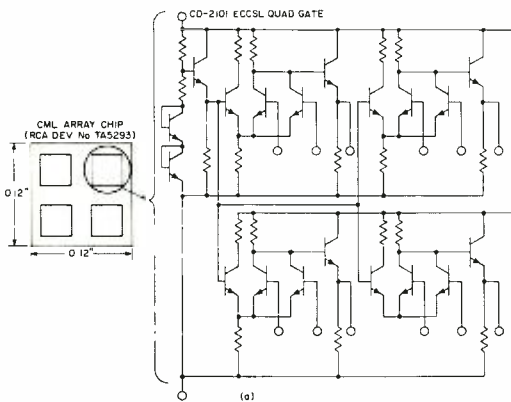 CD-2101 ECCSL QUAD GATE
CML ARRAY CHIP
(RCA DEV No TA5293)
0.12"
0.12"
(a)